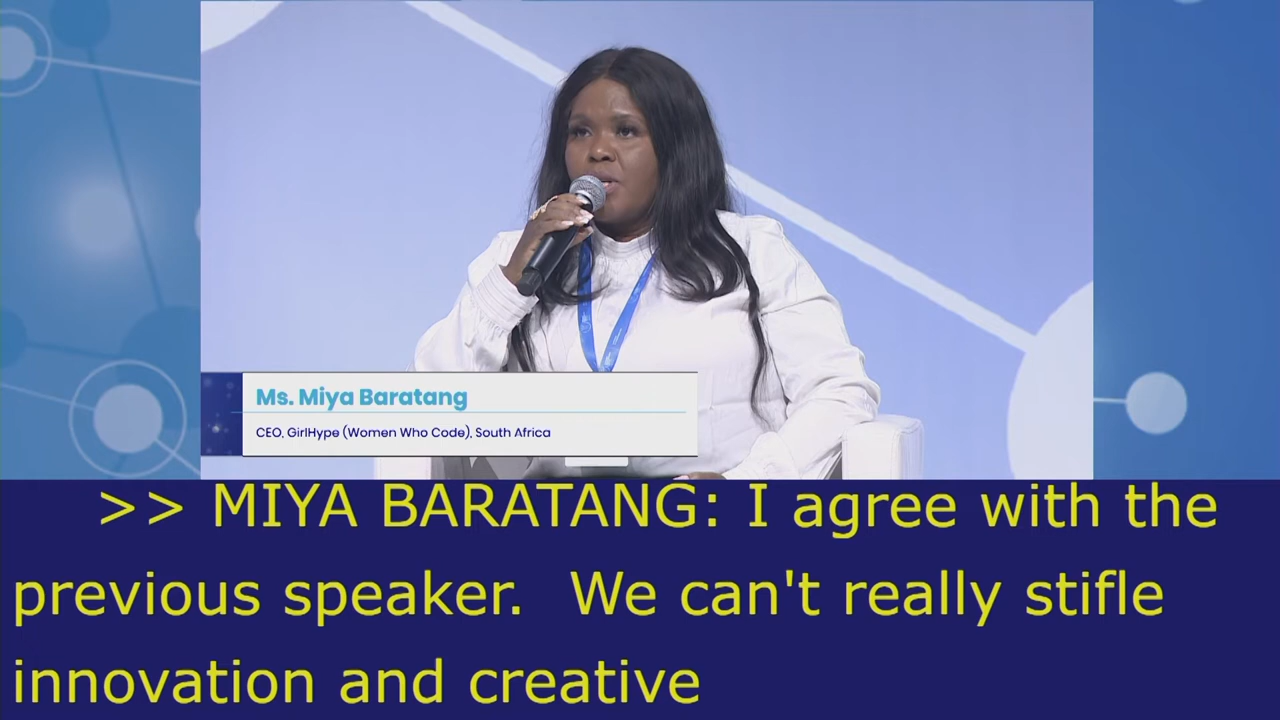 Ms. Miya Baratang
CEO, GirlHype (Women Who Code), South Africa
>> MIYA BARATANG: I agree with the
previous speaker.  We can't really stifle
innovation and creative